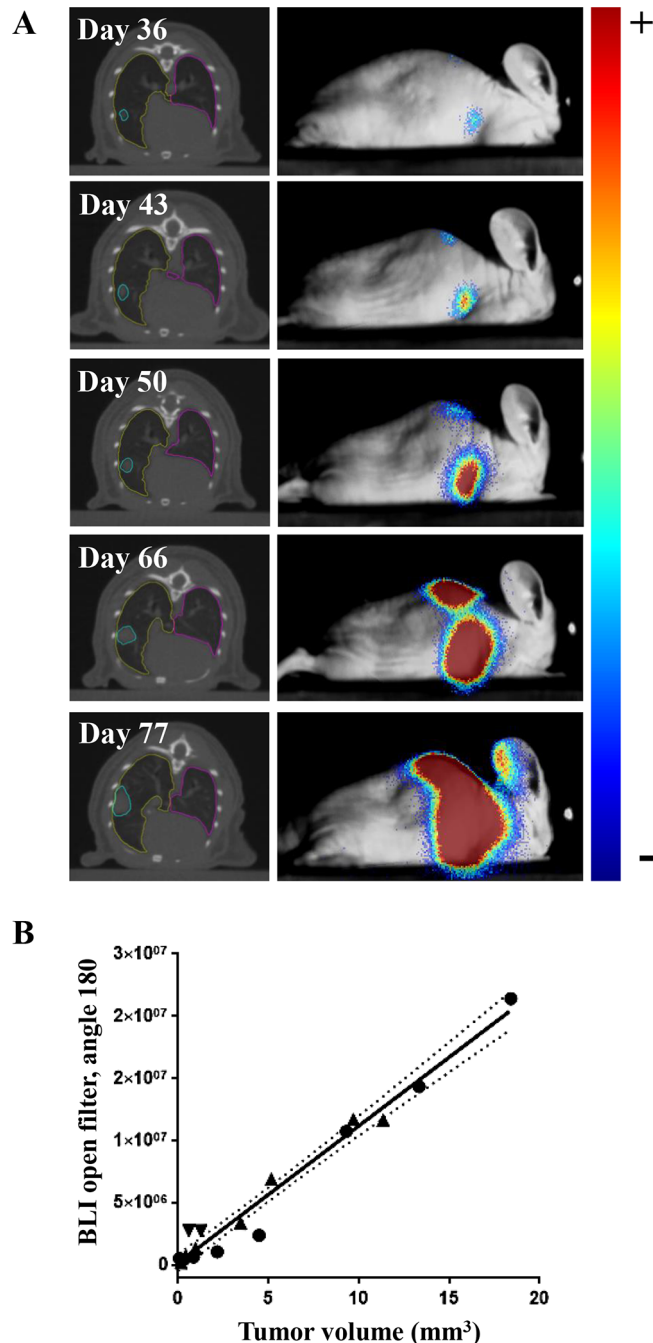 A
Day 36
+
Day 43
Day 50
Day 66
Day 77
-
B
BLI open filter, angle 180
3×10⁰⁷
2×10⁰⁷
2×10⁰⁷
1×10⁰⁷
5×10⁰⁶
0
0 5 10 15 20
Tumor volume (mm³)